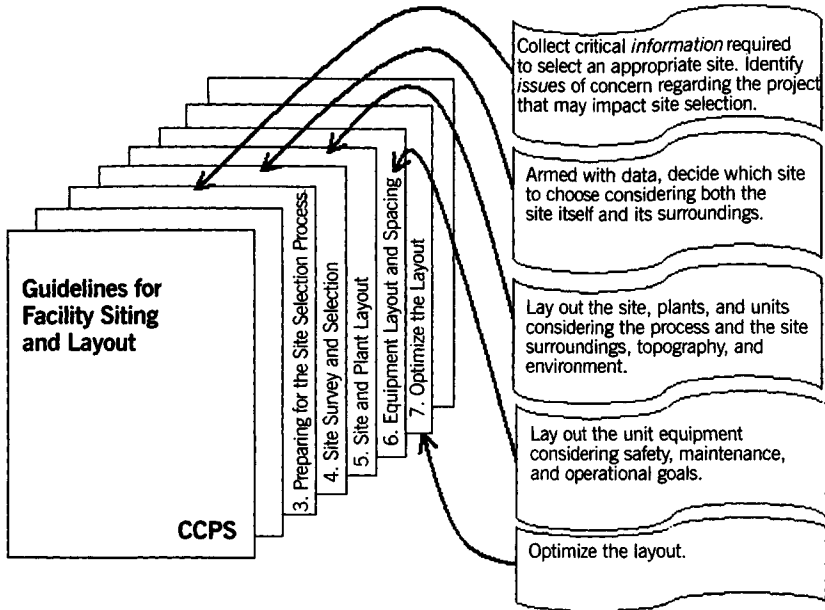 Guidelines for
Facility Siting
and Layout
CCPS
3. Preparing for the Site Selection Process
4. Site Survey and Selection
5. Site and Plant Layout
6. Equipment Layout and Spacing
7. Optimize the Layout
Collect critical information required
to select an appropriate site. Identify
issues of concern regarding the project
that may impact site selection.
Armed with data, decide which site
to choose considering both the
site itself and its surroundings.
Lay out the site, plants, and units
considering the process and the site
surroundings, topography, and
environment.
Lay out the unit equipment
considering safety, maintenance,
and operational goals.
Optimize the layout.